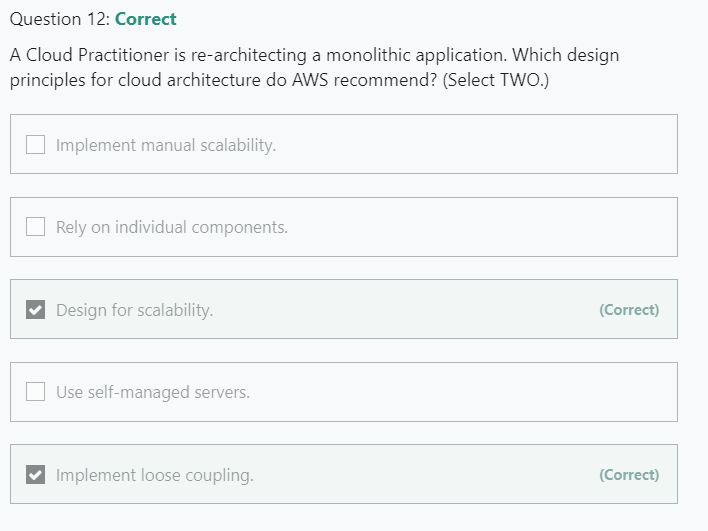 Question 12: Correct
A Cloud Practitioner is re-architecting a monolithic application. Which design
principles for cloud architecture do AWS recommend? (Select TWO.)
Implement manual scalability.
Rely on individual components.
Design for scalability. (Correct)
Use self-managed servers.
Implement loose coupling. (Correct)